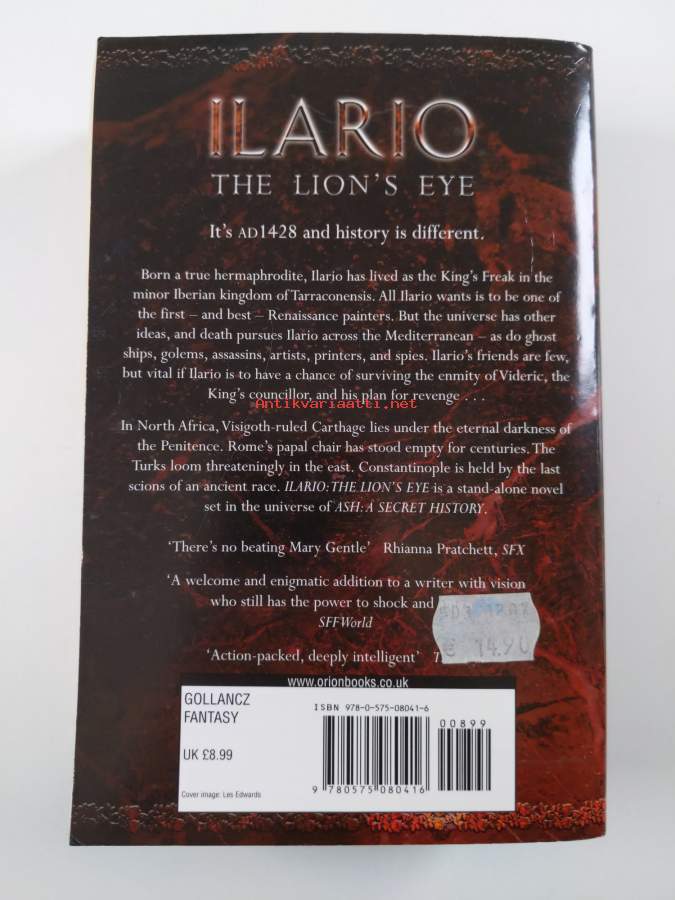 ILARIO
THE LION'S EYE
It's AD1428 and history is different.
Born a true hermaphrodite, Ilario has lived as the King's Freak in the
minor Iberian kingdom of Tarraconensis. All Ilario wants is to be one of
the first – and best – Renaissance painters. But the universe has other
ideas, and death pursues Ilario across the Mediterranean – as do ghost
ships, golems, assassins, artists, printers, and spies. Ilario's friends are few,
but vital if Ilario is to have a chance of surviving the enmity of Videric, the
King's councillor, and his plan for revenge . . .
Antikvariaatti.net
In North Africa, Visigoth-ruled Carthage lies under the eternal darkness of
the Penitence. Rome's papal chair has stood empty for centuries. The
Turks loom threateningly in the east. Constantinople is held by the last
scions of an ancient race. ILARIO: THE LION'S EYE is a stand-alone novel
set in the universe of ASH: A SECRET HISTORY.
'There's no beating Mary Gentle' Rhianna Pratchett, SFX
'A welcome and enigmatic addition to a writer with vision
who still has the power to shock and
SFFWorld
€ 14.90
'Action-packed, deeply intelligent'
www.orionbooks.co.uk
GOLLANCZ
FANTASY
UK £8.99
Cover image: Les Edwards
ISBN 978-0-575-08041-6
00899
9 780575 080416